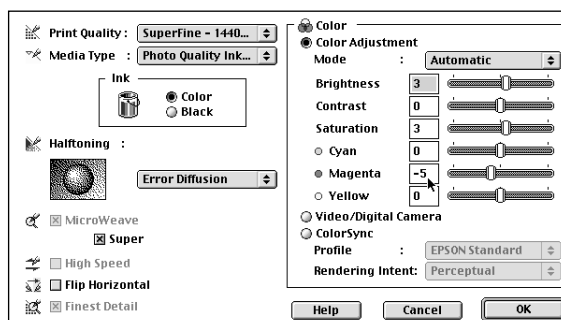 Print Quality : SuperFine - 1440...
Media Type : Photo Quality Ink...
Ink
Color
Black
Halftoning :
Error Diffusion
MicroWeave
Super
High Speed
Flip Horizontal
Finest Detail
Color
Color Adjustment
Mode : Automatic
Brightness 3
Contrast 0
Saturation 3
Cyan 0
Magenta -5
Yellow 0
Video/Digital Camera
ColorSync
Profile : EPSON Standard
Rendering Intent: Perceptual
Help Cancel OK